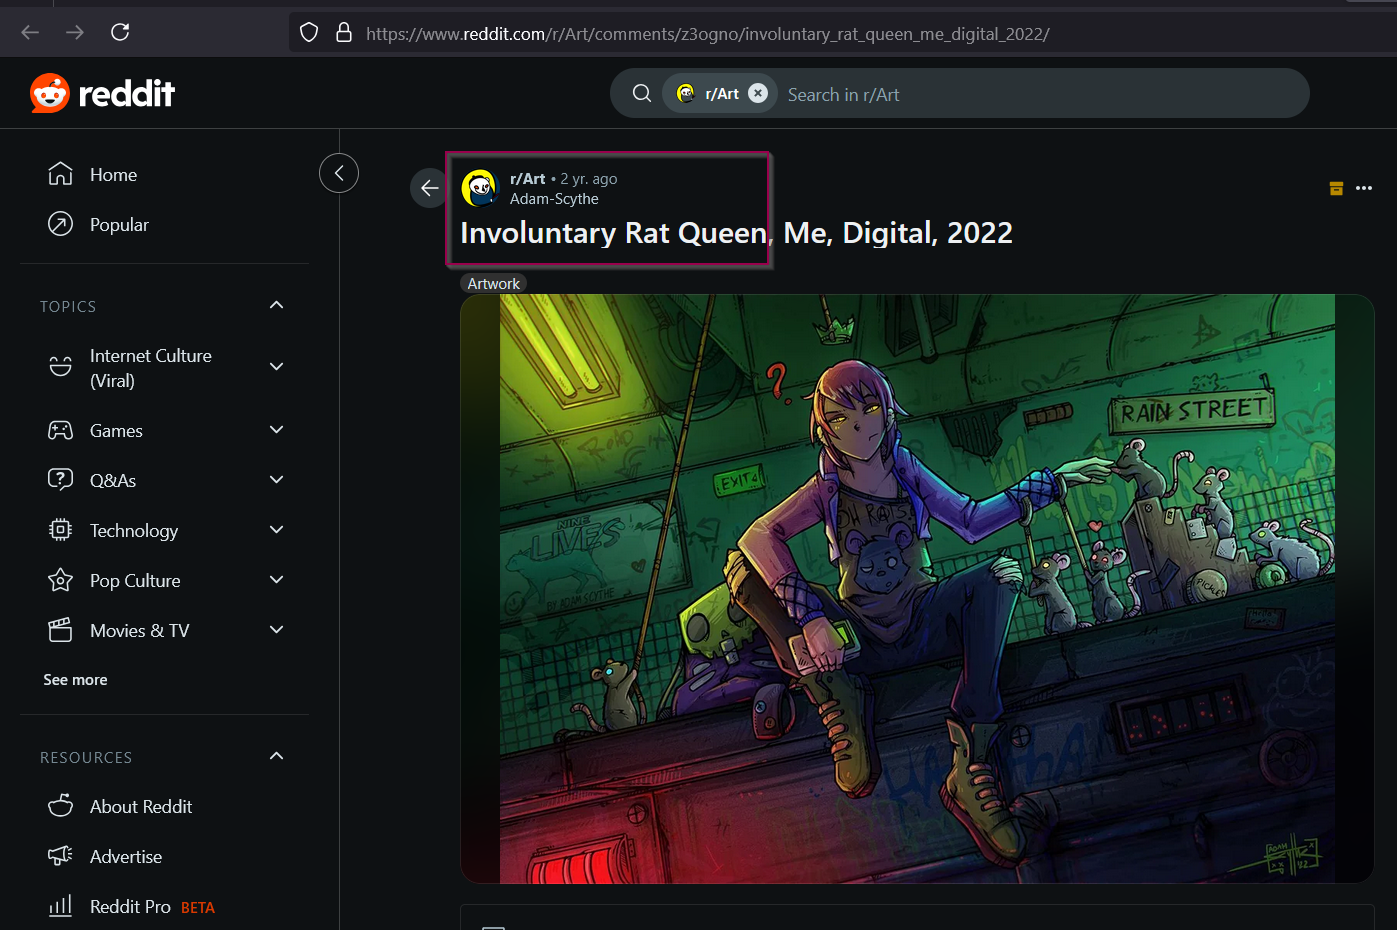 https://www.reddit.com/r/Art/comments/z3ogno/involuntary_rat_queen_me_digital_2022/
reddit
r/Art
Search in r/Art
Home
Popular
TOPICS
Internet Culture
(Viral)
Games
Q&As
Technology
Pop Culture
Movies & TV
See more
RESOURCES
About Reddit
Advertise
Reddit Pro BETA
r/Art • 2 yr. ago
Adam-Scythe
Involuntary Rat Queen, Me, Digital, 2022
Artwork
?
RAIN STREET
EXIT
NINE
LIVES
BY ADAM SCYTHE
OH RATS
PICKLE
ADAM